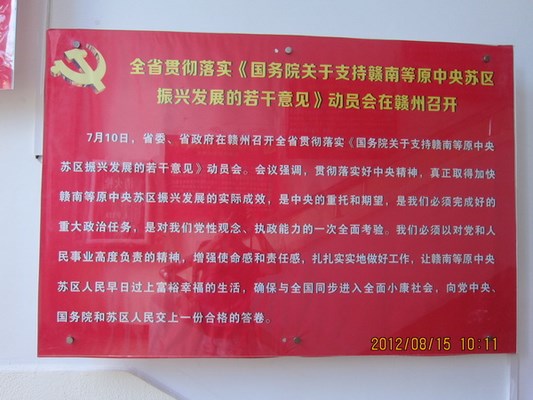 全省贯彻落实《国务院关于支持赣南等原中央苏区
振兴发展的若干意见》动员会在赣州召开
7月10日，省委、省政府在赣州召开全省贯彻落实《国务院关于支持赣南等原中央
苏区振兴发展的若干意见》动员会。会议强调，贯彻落实好中央精神，真正取得加快
赣南等原中央苏区振兴发展的实际成效，是中央的重托和期望，是我们必须完成好的
重大政治任务，是对我们党性观念、执政能力的一次全面考验。我们必须以对党和人
民事业高度负责的精神，增强使命感和责任感，扎扎实实地做好工作，让赣南等原中央
苏区人民早日过上富裕幸福的生活，确保与全国同步进入全面小康社会，向党中央、
国务院和苏区人民交上一份合格的答卷。
2012/08/15 10:11